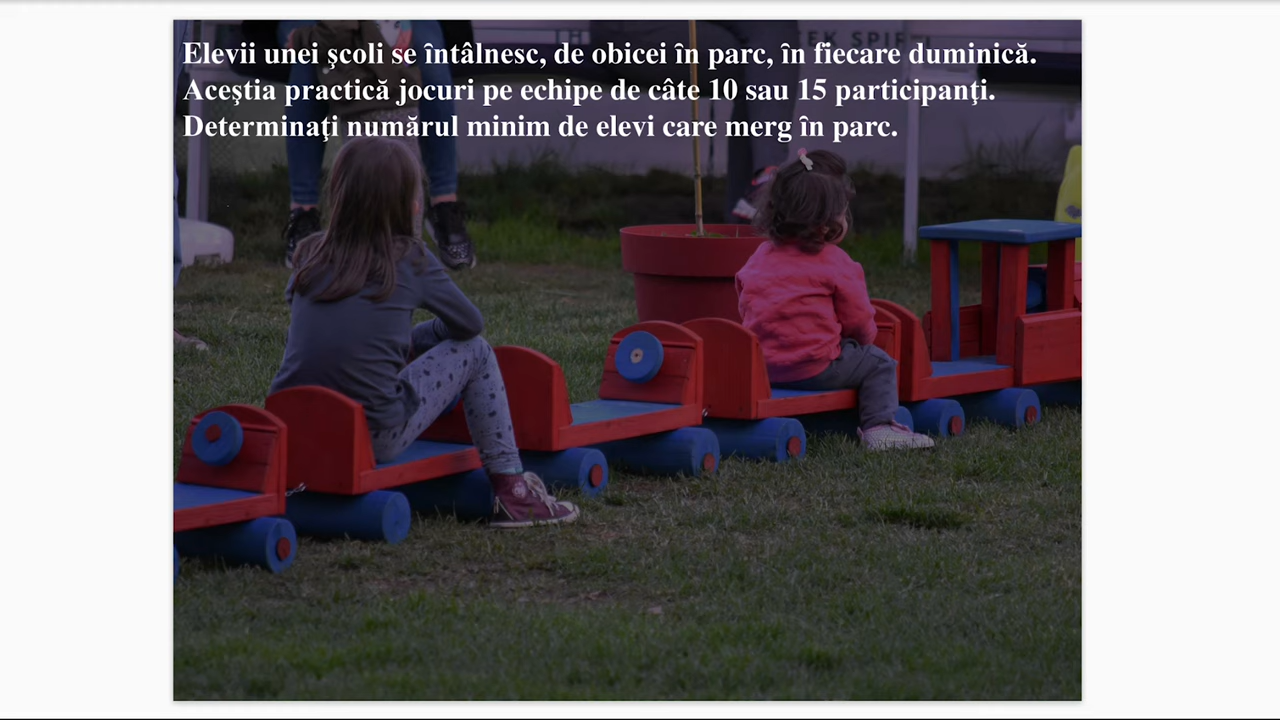 Elevii unei şcoli se întâlnesc, de obicei în parc, în fiecare duminică.
Aceştia practică jocuri pe echipe de câte 10 sau 15 participanţi.
Determinaţi numărul minim de elevi care merg în parc.